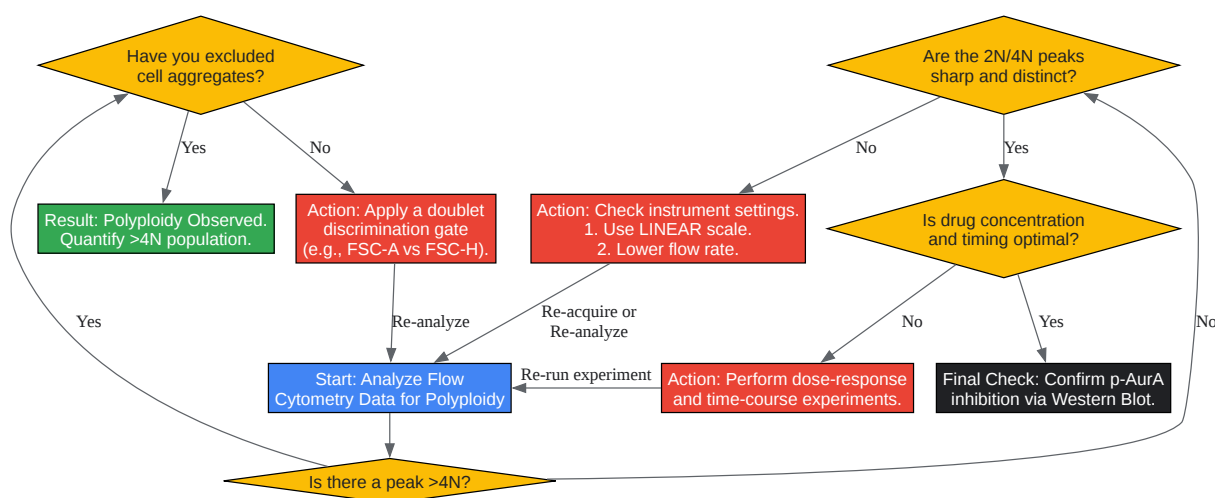 Have you excluded
cell aggregates?
Are the 2N/4N peaks
sharp and distinct?
Yes
No
No
Yes
Result: Polyploidy Observed.
Quantify >4N population.
Action: Apply a doublet
discrimination gate
(e.g., FSC-A vs FSC-H).
Action: Check instrument settings.
1. Use LINEAR scale.
2. Lower flow rate.
Is drug concentration
and timing optimal?
Yes
Re-analyze
Re-acquire or
Re-analyze
No
Yes
No
Start: Analyze Flow
Cytometry Data for Polyploidy
Re-run experiment
Action: Perform dose-response
and time-course experiments.
Final Check: Confirm p-AurA
inhibition via Western Blot.
Is there a peak >4N?